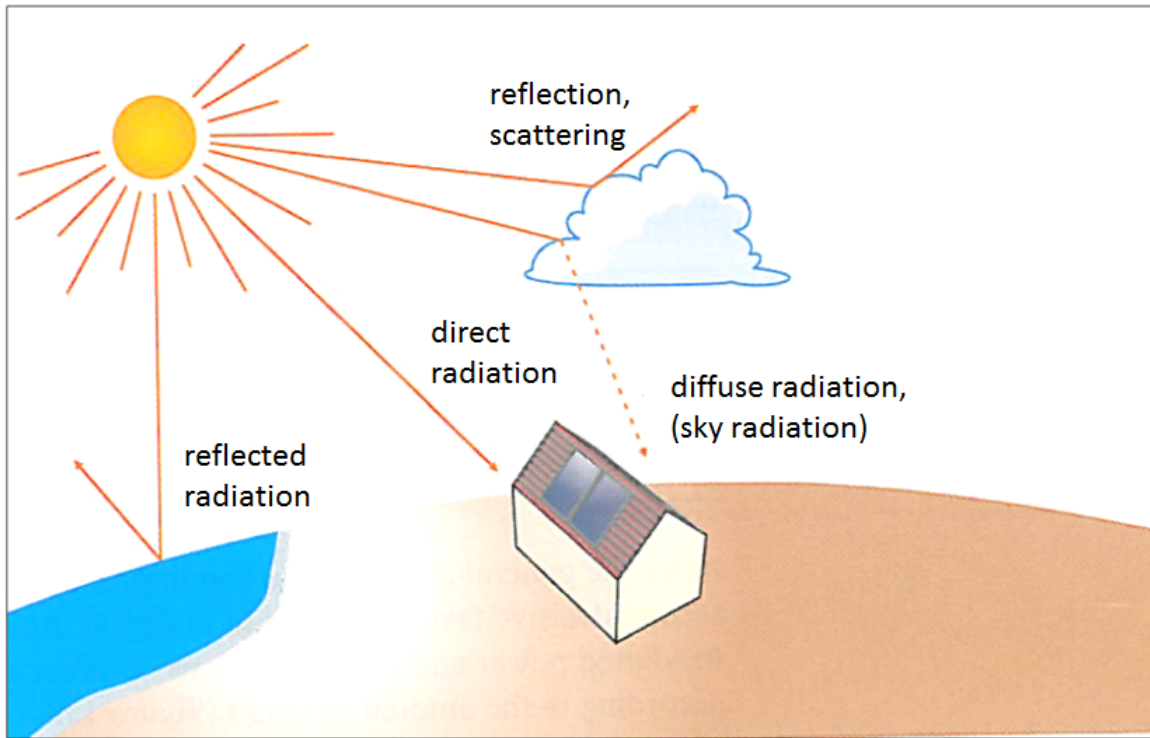 reflection,
scattering
direct
radiation
diffuse radiation,
(sky radiation)
reflected
radiation